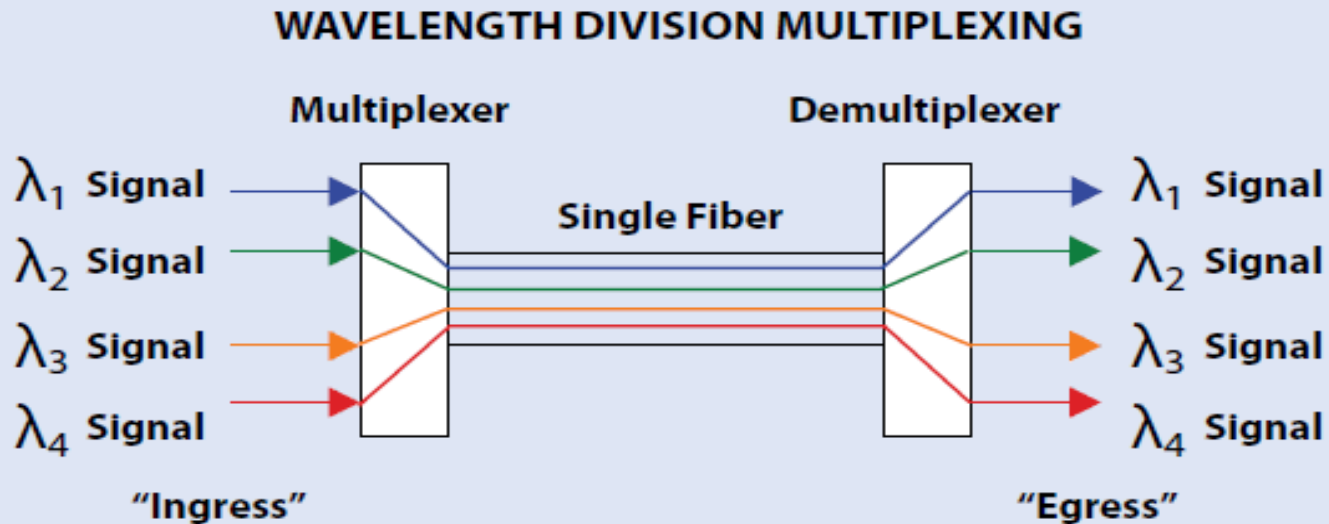 WAVELENGTH DIVISION MULTIPLEXING
Multiplexer
Demultiplexer
λ1 Signal
λ2 Signal
λ3 Signal
λ4 Signal
Single Fiber
λ1 Signal
λ2 Signal
λ3 Signal
λ4 Signal
“Ingress”
“Egress”